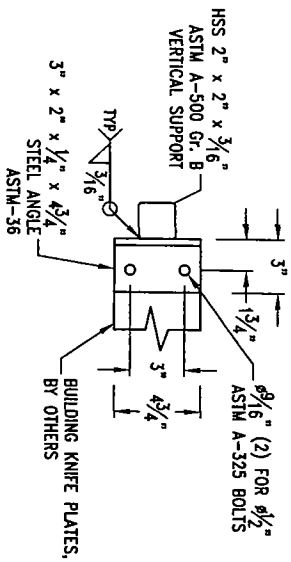 HSS 2" x 2" x 3/16"
ASTM A-500 Gr. B
VERTICAL SUPPORT
TYP
3/16"
3" x 2" x 1/4" x 4 3/4"
STEEL ANGLE
ASTM-36
3"
1 3/4"
ø9/16" (2) FOR ø1/2"
ASTM A-325 BOLTS
3"
4 3/4"
BUILDING KNIFE PLATES,
BY OTHERS